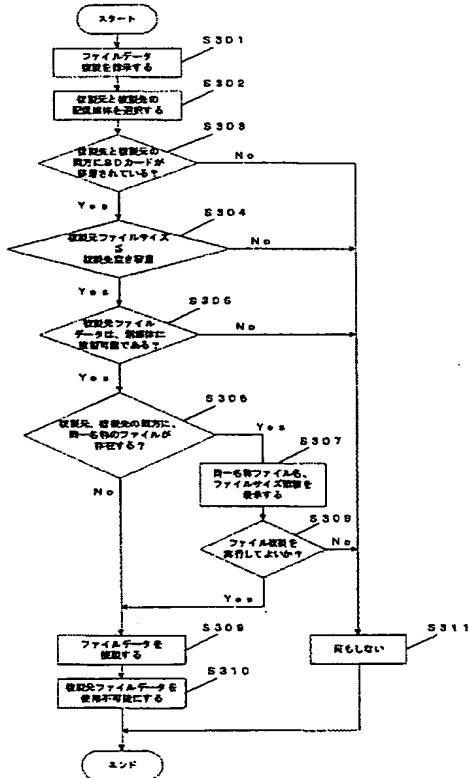 スタート
S301
ファイルデータ
複製を指示する
S302
複製元と複製先の
記憶媒体を選択する
S303
複製先と複製元の
両方にSDカードが
装着されている?
No
Yes
S304
複製元ファイルサイズ
≦
複製先空き容量
No
Yes
S305
複製元ファイル
データは、別媒体に
複製可能である?
No
Yes
S306
複製元、複製先の両方に、
同一名称のファイルが
存在する?
Yes
S307
同一名称ファイル名、
ファイルサイズ情報を
表示する
No
S308
ファイル複製を
実行してよいか?
No
Yes
S309
ファイルデータを
複製する
S311
何もしない
S310
複製元ファイルデータを
使用不可能にする
エンド